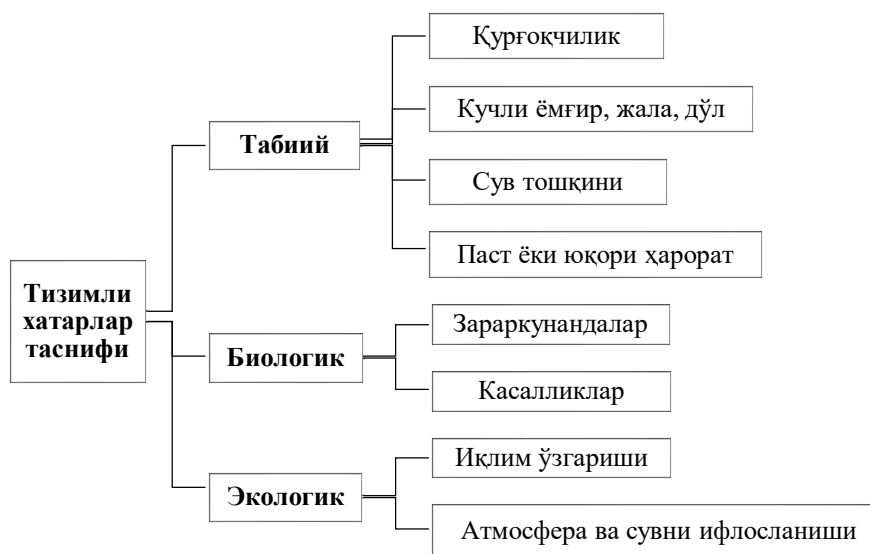 Тизимли
хатарлар
таснифи
Табиий
Қурғоқчилик
Кучли ёмғир, жала, дўл
Сув тошқини
Паст ёки юқори ҳарорат
Биологик
Зараркунандалар
Касалликлар
Экологик
Иқлим ўзгариши
Атмосфера ва сувни ифлосланиши